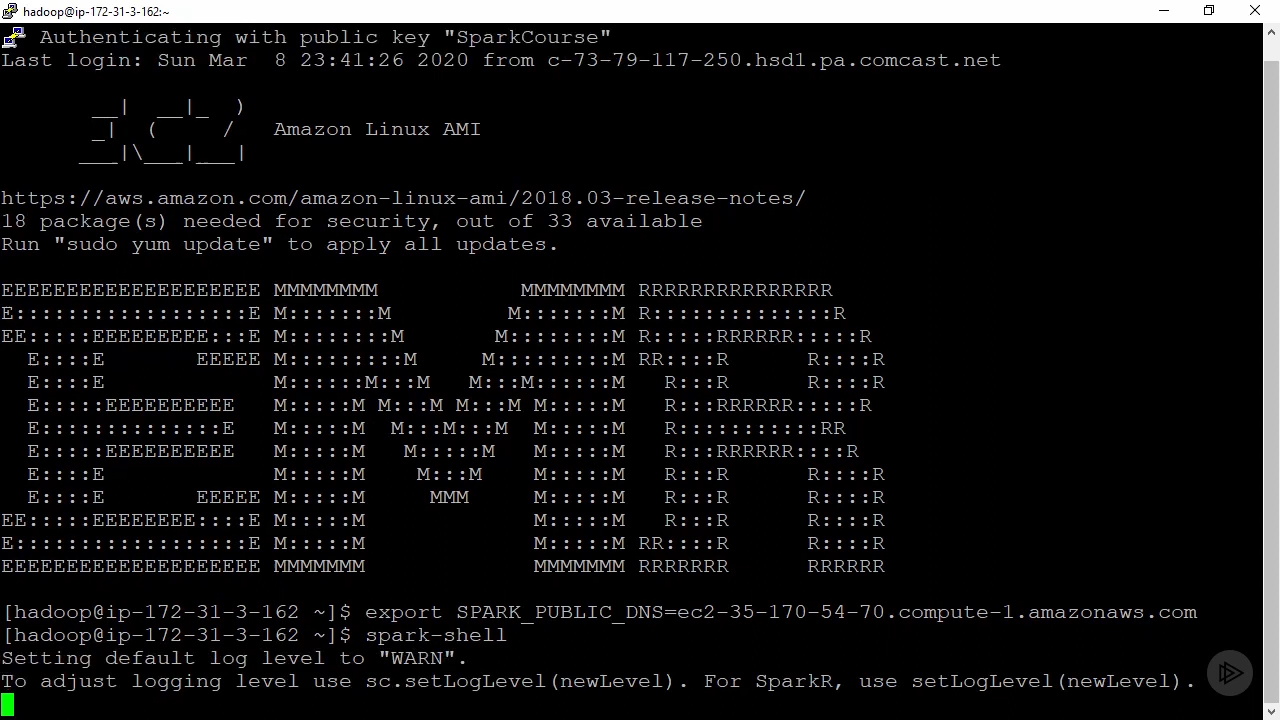 hadoop@ip-172-31-3-162:~
Authenticating with public key "SparkCourse"
Last login: Sun Mar  8 23:41:26 2020 from c-73-79-117-250.hsd1.pa.comcast.net
       __|  __|_  )
       _|  (     /   Amazon Linux AMI
      ___|\___|___|
https://aws.amazon.com/amazon-linux-ami/2018.03-release-notes/
18 package(s) needed for security, out of 33 available
Run "sudo yum update" to apply all updates.
EEEEEEEEEEEEEEEEEEEE MMMMMMMM           MMMMMMMM RRRRRRRRRRRRRRR
E::::::::::::::::::E M:::::::M         M:::::::M R::::::::::::::R
EE:::::EEEEEEEEE:::E M::::::::M       M::::::::M R:::::RRRRRR:::::R
  E::::E       EEEEE M:::::::::M     M:::::::::M RR::::R      R::::R
  E::::E             M::::::M:::M   M:::M::::::M   R:::R      R::::R
  E:::::EEEEEEEEEE   M:::::M M:::M M:::M M:::::M   R:::RRRRRR:::::R
  E::::::::::::::E   M:::::M  M:::M:::M  M:::::M   R:::::::::::RR
  E:::::EEEEEEEEEE   M:::::M   M:::::M   M:::::M   R:::RRRRRR::::R
  E::::E             M:::::M    M:::M    M:::::M   R:::R      R::::R
  E::::E       EEEEE M:::::M     MMM     M:::::M   R:::R      R::::R
EE:::::EEEEEEEE::::E M:::::M             M:::::M   R:::R      R::::R
E::::::::::::::::::E M:::::M             M:::::M RR::::R      R::::R
EEEEEEEEEEEEEEEEEEEE MMMMMMM             MMMMMMM RRRRRRR      RRRRRR
[hadoop@ip-172-31-3-162 ~]$ export SPARK_PUBLIC_DNS=ec2-35-170-54-70.compute-1.amazonaws.com
[hadoop@ip-172-31-3-162 ~]$ spark-shell
Setting default log level to "WARN".
To adjust logging level use sc.setLogLevel(newLevel). For SparkR, use setLogLevel(newLevel).